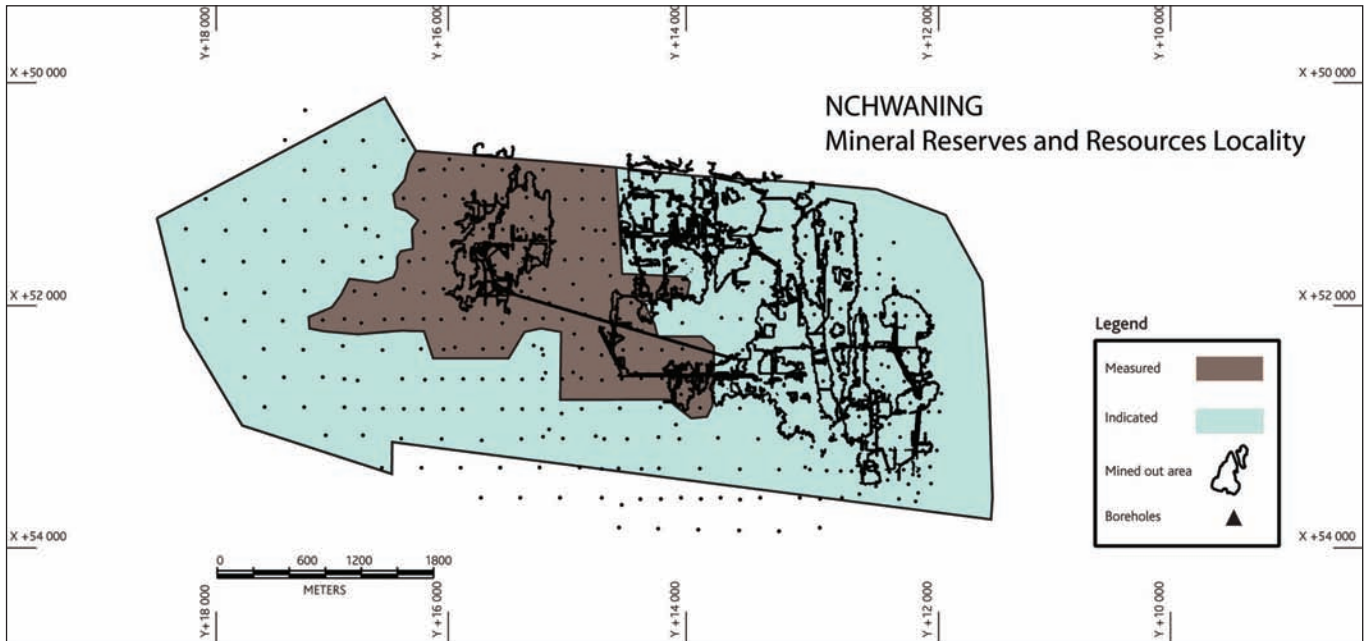 Y+18 000
Y +16 000
Y +14 000
Y +12 000
Y +10 000
X +50 000
X +50 000
NCHWANING
Mineral Reserves and Resources Locality
X +52 000
X +52 000
Legend
Measured
Indicated
Mined out area
Boreholes
X +54 000
X +54 000
0 600 1200 1800
METERS
Y+18 000
Y +16 000
Y +14 000
Y +12 000
Y +10 000